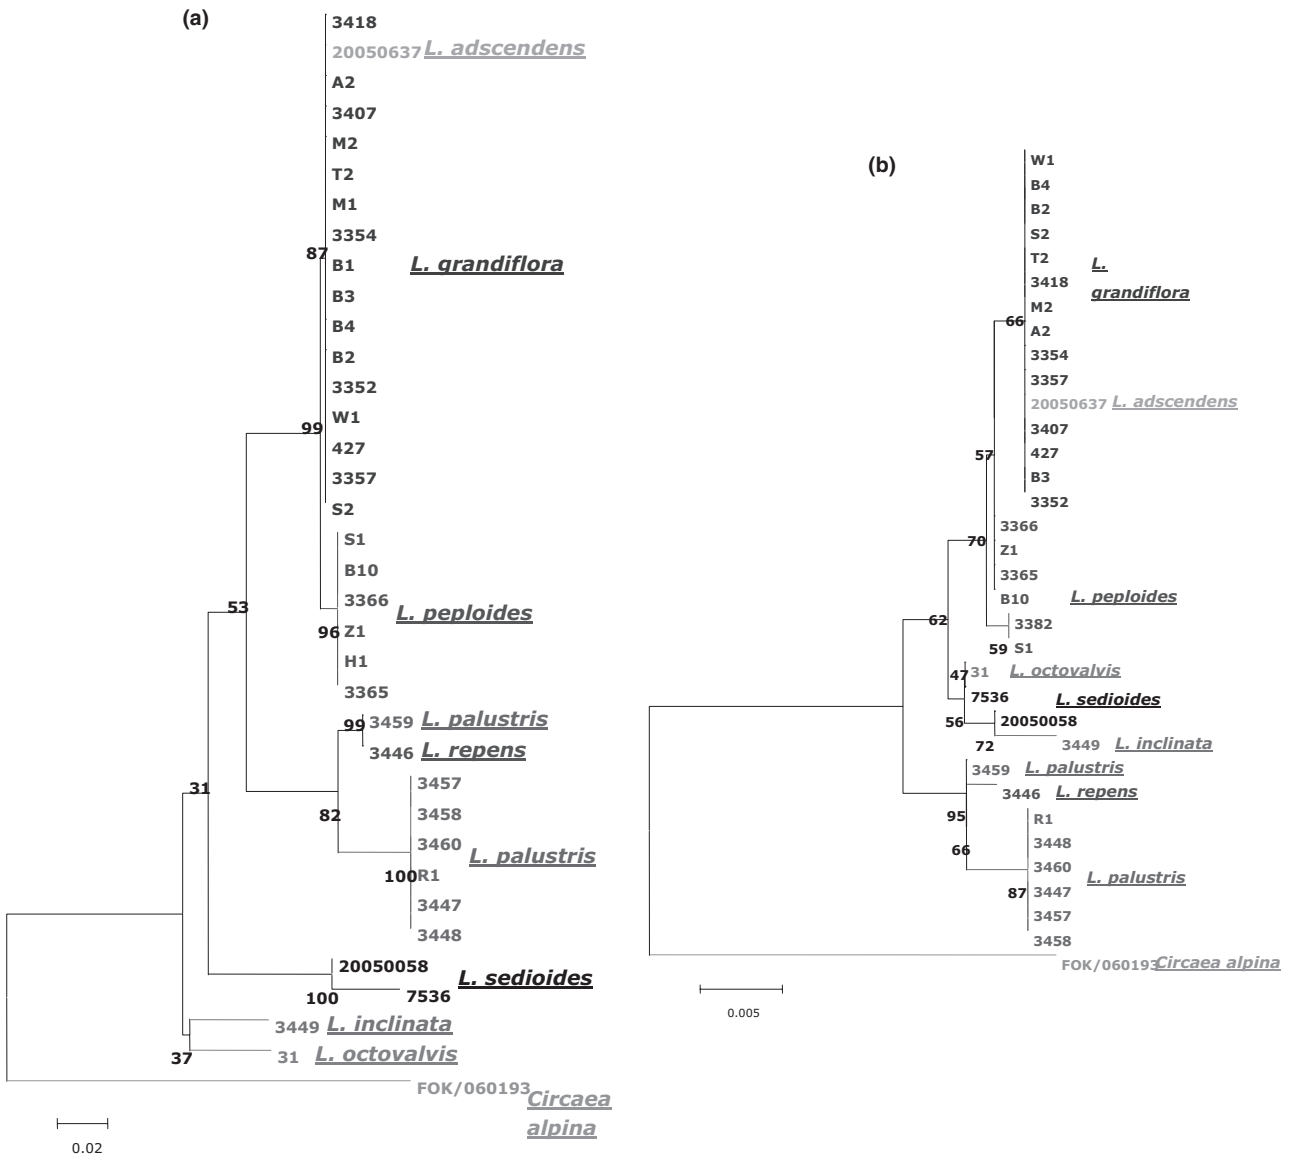 (a)
3418
20050637 L. adscendens
A2
3407
M2
T2
M1
3354
87
B1
L. grandiflora
B3
B4
B2
3352
W1
99
427
3357
S2
S1
B10
3366
L. peploides
53
96
Z1
H1
3365
99
3459 L. palustris
3446 L. repens
3457
31
82
3458
3460
L. palustris
100
R1
3447
3448
20050058
L. sedioides
100
7536
3449 L. inclinata
37
31 L. octovalvis
FOK/060193
Circaea
alpina
0.02
(b)
W1
B4
B2
S2
T2
L.
3418
grandiflora
M2
66
A2
3354
3357
20050637 L. adscendens
3407
57
427
B3
3352
3366
70
Z1
3365
B10
L. peploides
62
3382
59
S1
47
31 L. octovalvis
7536
L. sedioides
56
20050058
72
3449 L. inclinata
3459 L. palustris
3446 L. repens
95
R1
3448
66
3460
L. palustris
87
3447
3457
3458
FOK/060193 Circaea alpina
0.005